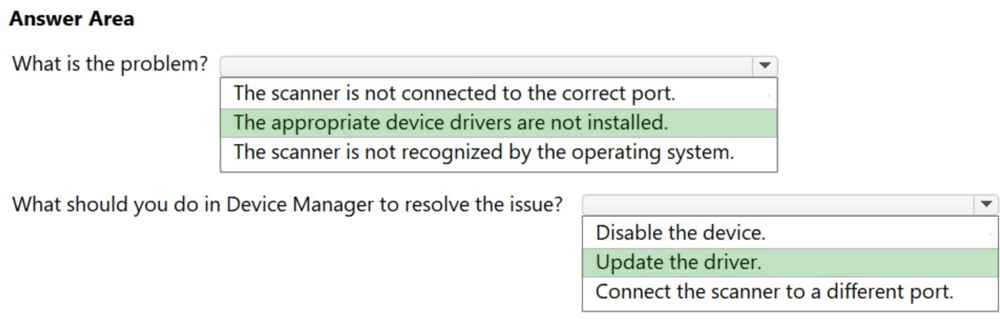 Answer Area
What is the problem?
The scanner is not connected to the correct port.
The appropriate device drivers are not installed.
The scanner is not recognized by the operating system.
What should you do in Device Manager to resolve the issue?
Disable the device.
Update the driver.
Connect the scanner to a different port.